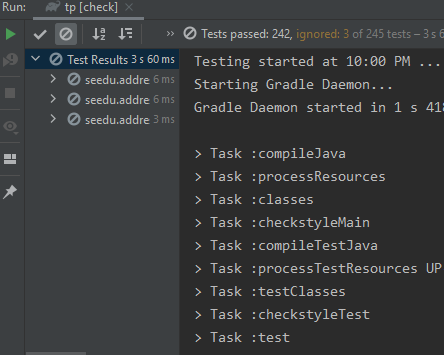 Run: tp [check]
Tests passed: 242, ignored: 3 of 245 tests – 3 s 6
Test Results 3 s 60 ms
seedu.addre 6 ms
seedu.addre 6 ms
seedu.addre 3 ms
Testing started at 10:00 PM ...
Starting Gradle Daemon...
Gradle Daemon started in 1 s 418
> Task :compileJava
> Task :processResources
> Task :classes
> Task :checkstyleMain
> Task :compileTestJava
> Task :processTestResources UP
> Task :testClasses
> Task :checkstyleTest
> Task :test